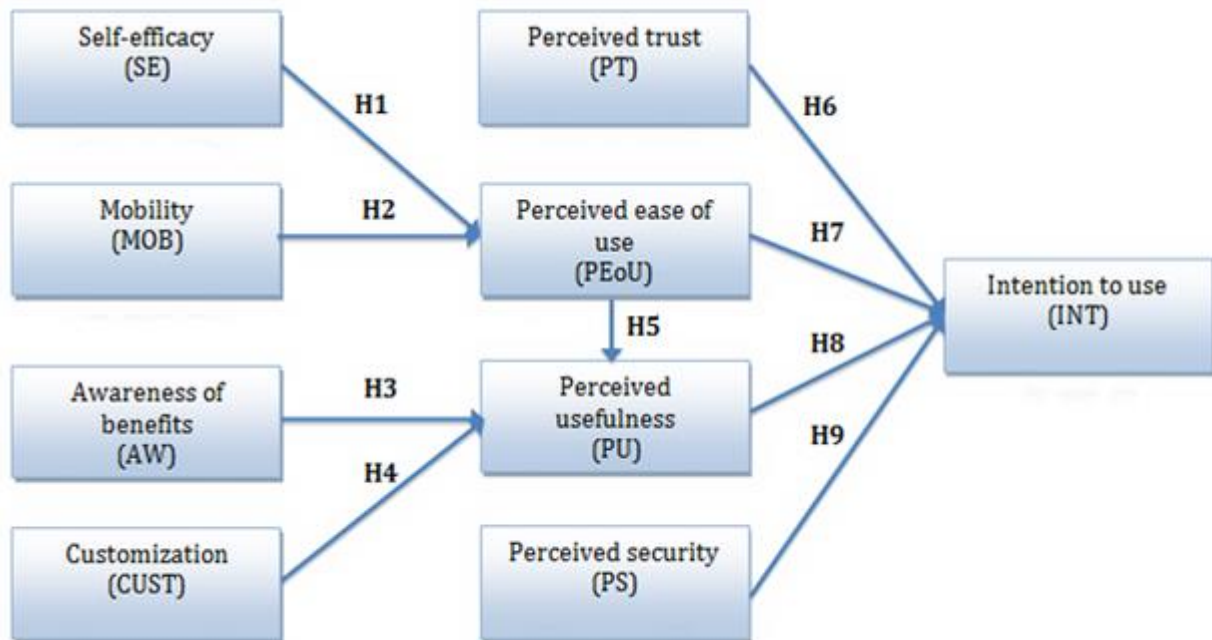 Self-efficacy
(SE)
Perceived trust
(PT)
H1
H6
Mobility
(MOB)
H2
Perceived ease of
use
(PEoU)
H7
Intention to use
(INT)
H5
H8
Awareness of
benefits
(AW)
H3
Perceived
usefulness
(PU)
H4
H9
Customization
(CUST)
Perceived security
(PS)